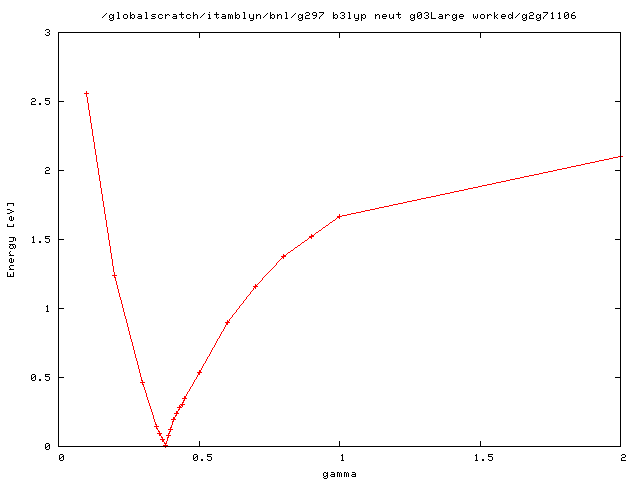 /globalscratch/itamblyn/bnl/g297 b3lyp neut g03Large worked/g2g71106
3
2.5
2
1.5
1
0.5
0
Energy [eV]
0 0.5 1 1.5 2
gamma